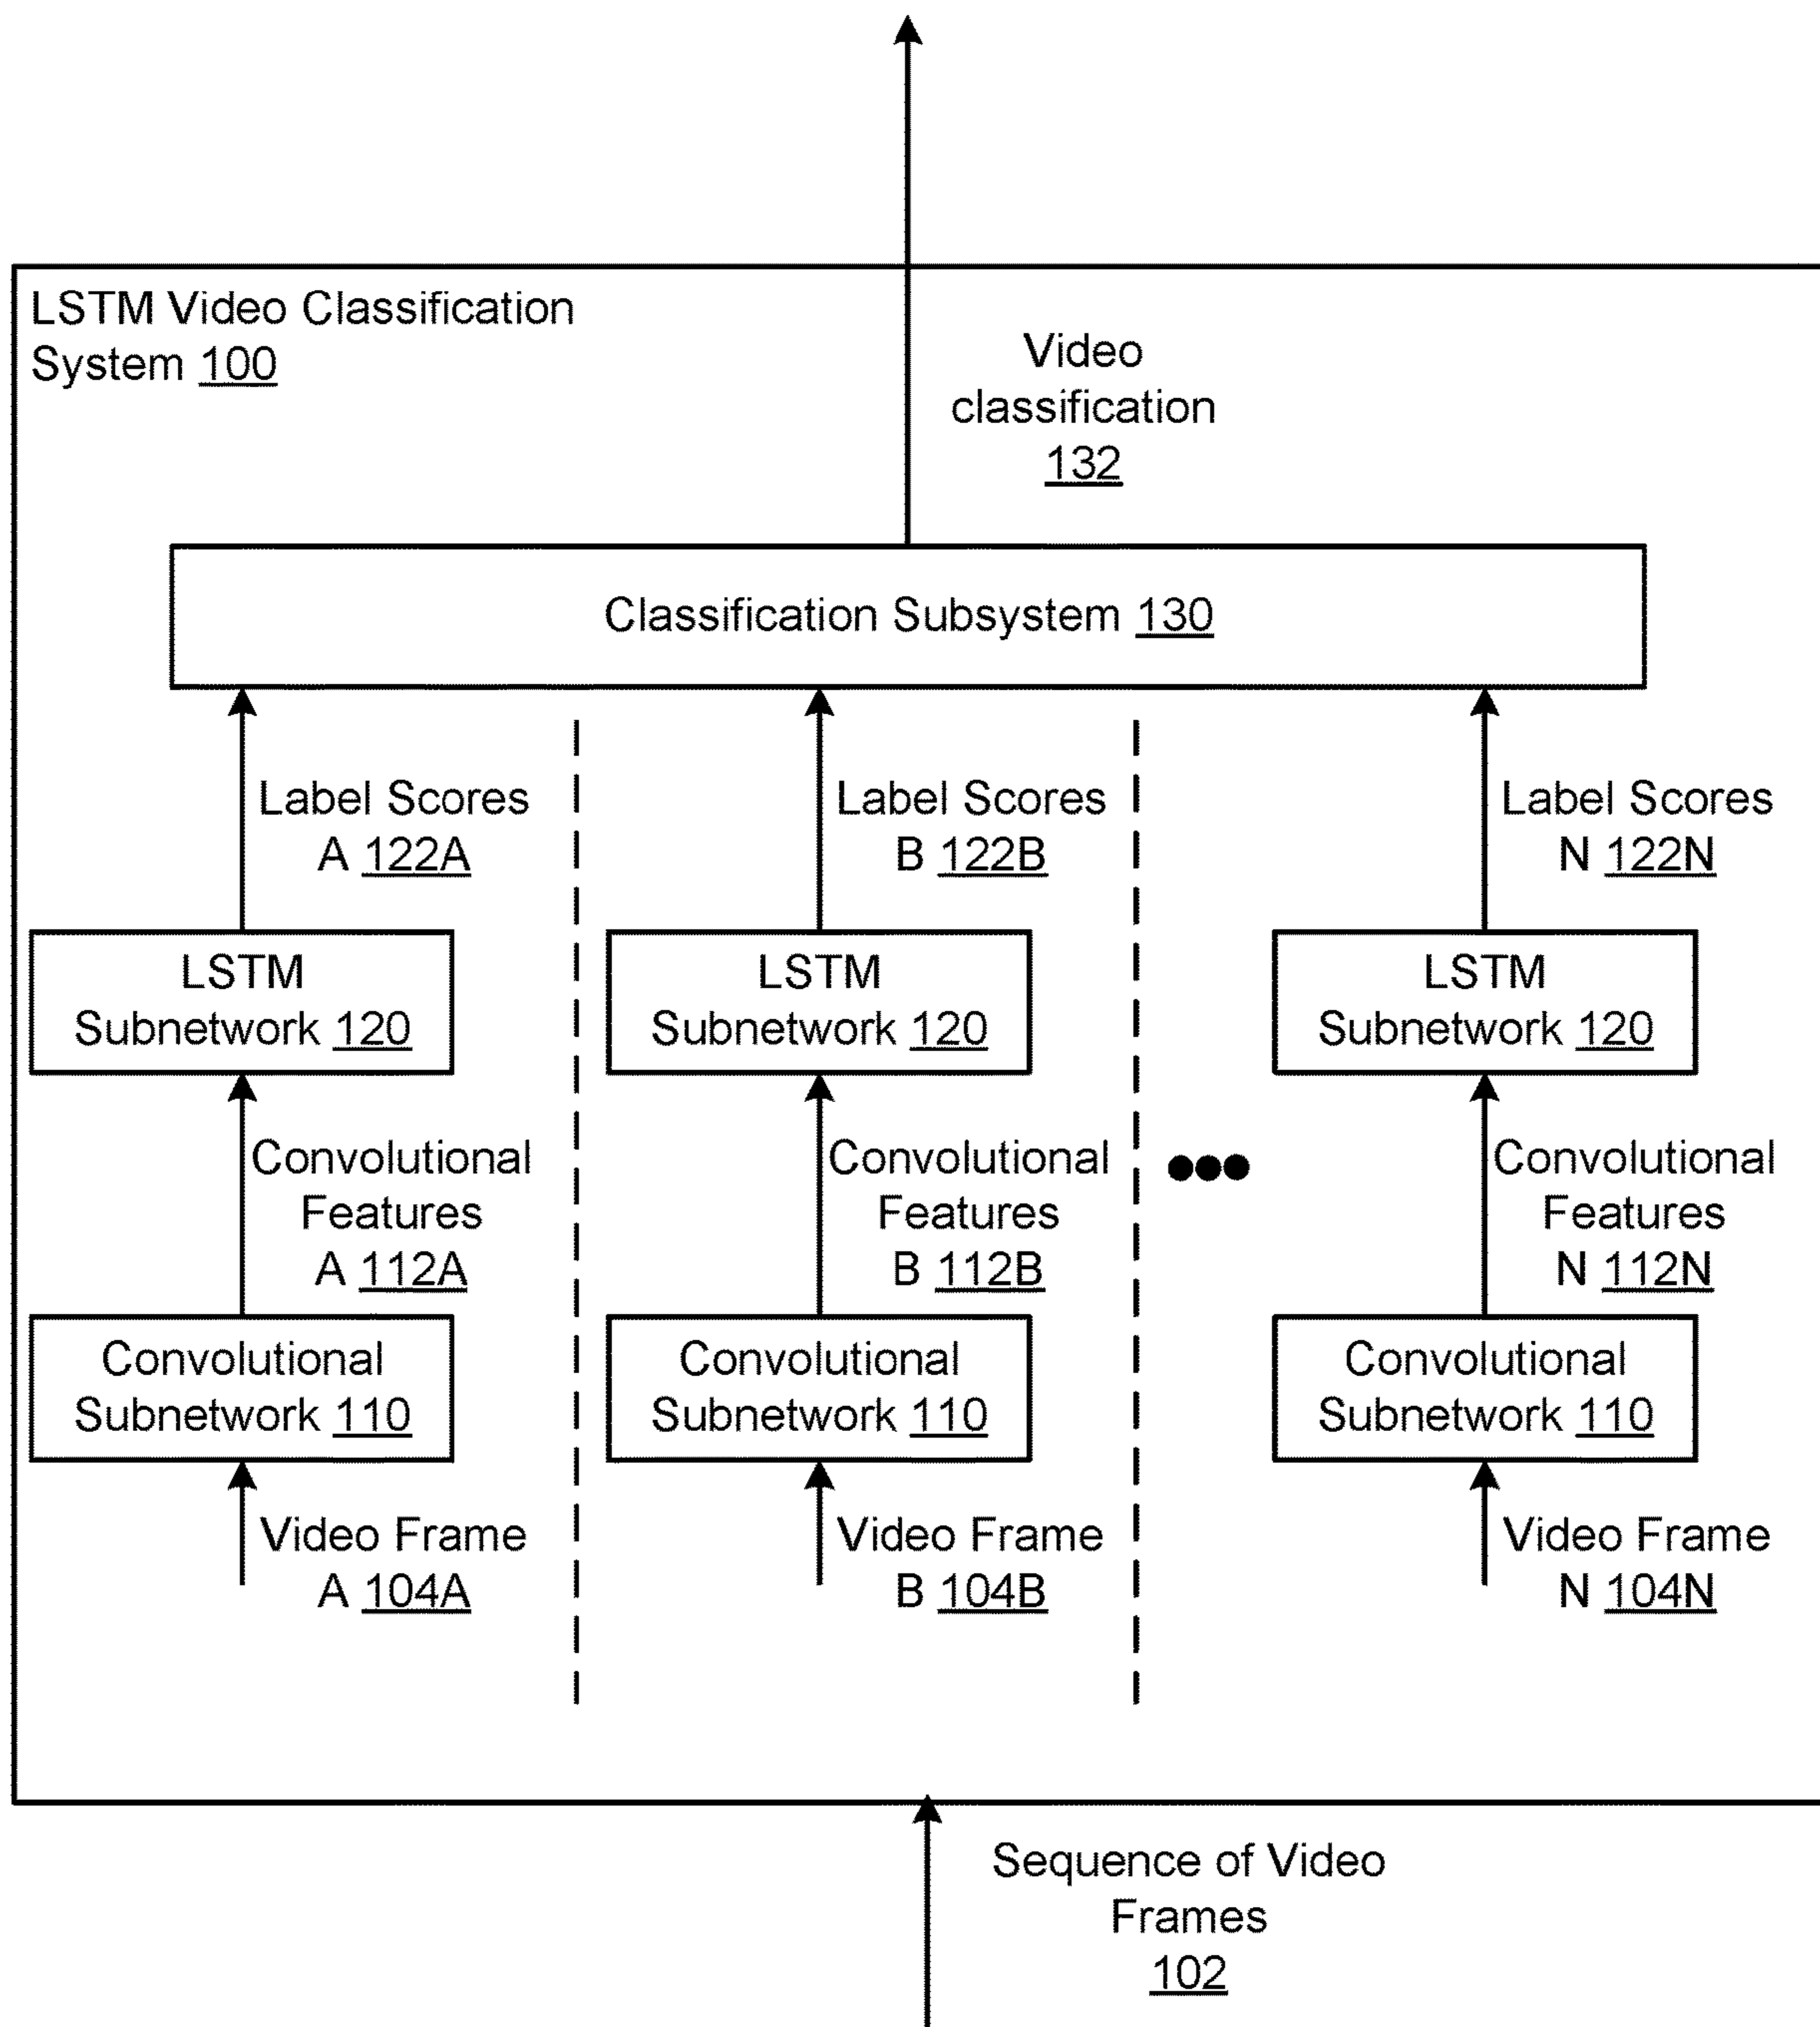 LSTM Video Classification
System 100
Video
classification
132
Classification Subsystem 130
Label Scores
A 122A
Label Scores
B 122B
Label Scores
N 122N
LSTM
Subnetwork 120
LSTM
Subnetwork 120
LSTM
Subnetwork 120
Convolutional
Features
A 112A
Convolutional
Features
B 112B
Convolutional
Features
N 112N
Convolutional
Subnetwork 110
Convolutional
Subnetwork 110
Convolutional
Subnetwork 110
Video Frame
A 104A
Video Frame
B 104B
Video Frame
N 104N
Sequence of Video
Frames
102